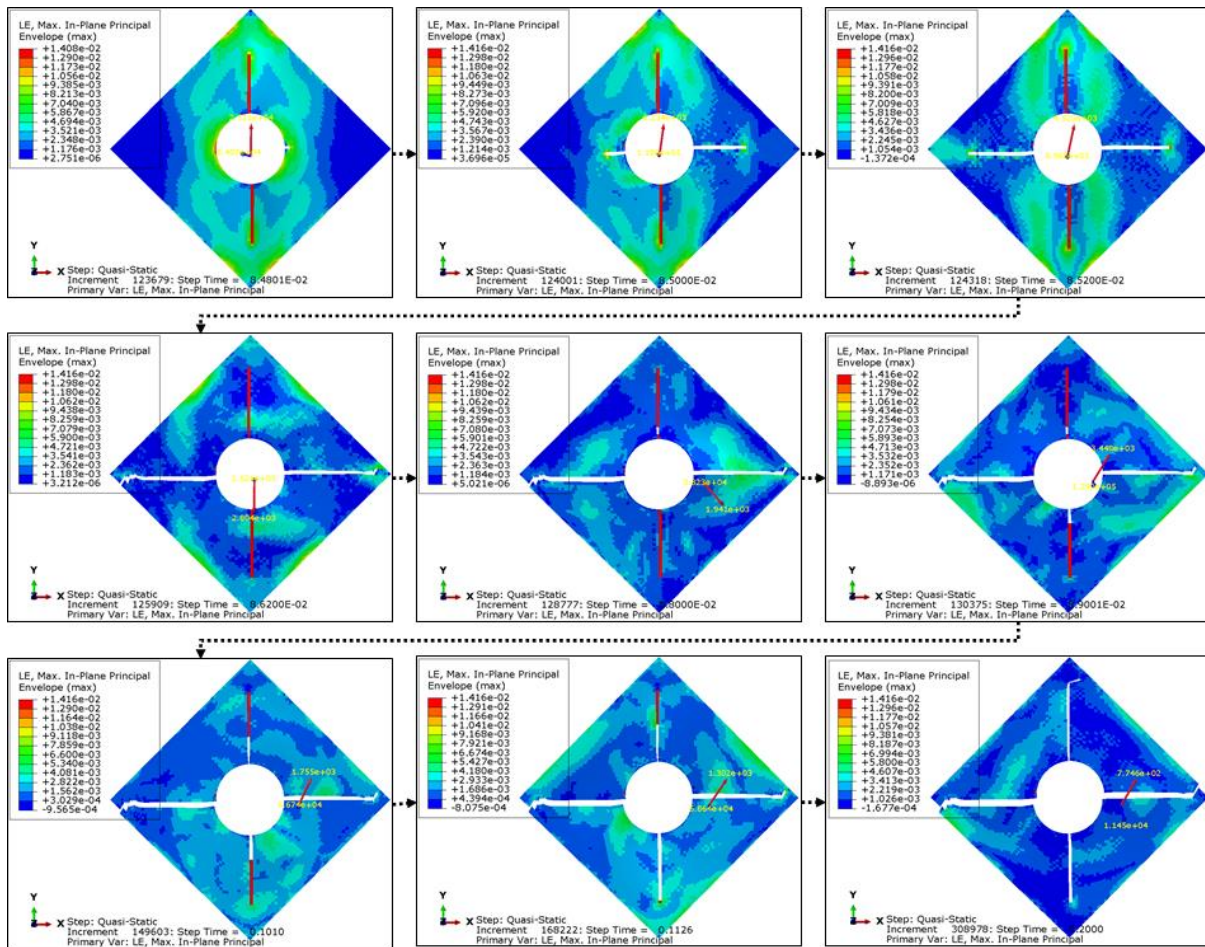 LE, Max. In-Plane Principal
Envelope (max)
+1.408e-02
+1.290e-02
+1.173e-02
+1.056e-02
+9.385e-03
+8.213e-03
+7.040e-03
+5.867e-03
+4.694e-03
+3.521e-03
+2.348e-03
+1.176e-03
+2.751e-06
Y
Z X
Step: Quasi-Static
Increment 123679: Step Time = 8.4801E-02
Primary Var: LE, Max. In-Plane Principal
LE, Max. In-Plane Principal
Envelope (max)
+1.416e-02
+1.298e-02
+1.180e-02
+1.063e-02
+9.449e-03
+8.273e-03
+7.096e-03
+5.920e-03
+4.743e-03
+3.567e-03
+2.390e-03
+1.214e-03
+3.696e-05
Y
Z X
Step: Quasi-Static
Increment 124001: Step Time = 8.5000E-02
Primary Var: LE, Max. In-Plane Principal
LE, Max. In-Plane Principal
Envelope (max)
+1.416e-02
+1.296e-02
+1.177e-02
+1.058e-02
+9.391e-03
+8.200e-03
+7.009e-03
+5.818e-03
+4.627e-03
+3.436e-03
+2.245e-03
+1.054e-03
-1.372e-04
Y
Z X
Step: Quasi-Static
Increment 124318: Step Time = 8.5200E-02
Primary Var: LE, Max. In-Plane Principal
LE, Max. In-Plane Principal
Envelope (max)
+1.416e-02
+1.298e-02
+1.180e-02
+1.062e-02
+9.438e-03
+8.259e-03
+7.079e-03
+5.900e-03
+4.721e-03
+3.541e-03
+2.362e-03
+1.183e-03
+3.212e-06
2.604e+03
Y
Z X
Step: Quasi-Static
Increment 125909: Step Time = 8.6200E-02
Primary Var: LE, Max. In-Plane Principal
LE, Max. In-Plane Principal
Envelope (max)
+1.416e-02
+1.298e-02
+1.180e-02
+1.062e-02
+9.439e-03
+8.259e-03
+7.080e-03
+5.901e-03
+4.722e-03
+3.543e-03
+2.363e-03
+1.184e-03
+5.021e-06
1.941e+03
Y
Z X
Step: Quasi-Static
Increment 128777: Step Time = 8.8000E-02
Primary Var: LE, Max. In-Plane Principal
LE, Max. In-Plane Principal
Envelope (max)
+1.416e-02
+1.298e-02
+1.179e-02
+1.061e-02
+9.434e-03
+8.254e-03
+7.073e-03
+5.893e-03
+4.713e-03
+3.532e-03
+2.352e-03
+1.171e-03
-8.893e-06
Y
Z X
Step: Quasi-Static
Increment 130375: Step Time = 8.9001E-02
Primary Var: LE, Max. In-Plane Principal
LE, Max. In-Plane Principal
Envelope (max)
+1.416e-02
+1.290e-02
+1.164e-02
+1.038e-02
+9.118e-03
+7.859e-03
+6.600e-03
+5.340e-03
+4.081e-03
+2.822e-03
+1.562e-03
+3.029e-04
-9.565e-04
1.755e+03
Y
Z X
Step: Quasi-Static
Increment 149603: Step Time = 0.1010
Primary Var: LE, Max. In-Plane Principal
LE, Max. In-Plane Principal
Envelope (max)
+1.416e-02
+1.291e-02
+1.166e-02
+1.041e-02
+9.168e-03
+7.921e-03
+6.674e-03
+5.427e-03
+4.180e-03
+2.933e-03
+1.686e-03
+4.394e-04
-8.075e-04
1.302e+03
Y
Z X
Step: Quasi-Static
Increment 168222: Step Time = 0.1126
Primary Var: LE, Max. In-Plane Principal
LE, Max. In-Plane Principal
Envelope (max)
+1.416e-02
+1.296e-02
+1.177e-02
+1.057e-02
+9.381e-03
+8.187e-03
+6.994e-03
+5.800e-03
+4.607e-03
+3.413e-03
+2.219e-03
+1.026e-03
-1.677e-04
7.746e+02
1.145e+04
Y
Z X
Step: Quasi-Static
Increment 308978: Step Time = 0.2000
Primary Var: LE, Max. In-Plane Principal